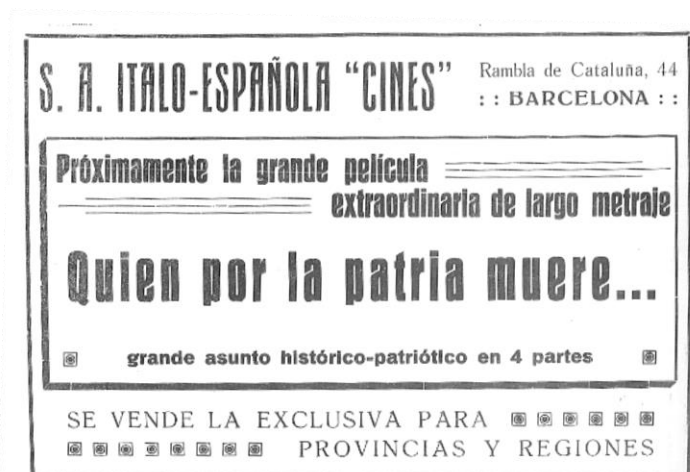 S. A. ITALO-ESPAÑOLA “CINES”
Rambla de Cataluña, 44
: : BARCELONA : :
Próximamente la grande película
extraordinaria de largo metraje
Quien por la patria muere...
grande asunto histórico-patriótico en 4 partes
SE VENDE LA EXCLUSIVA PARA
PROVINCIAS Y REGIONES